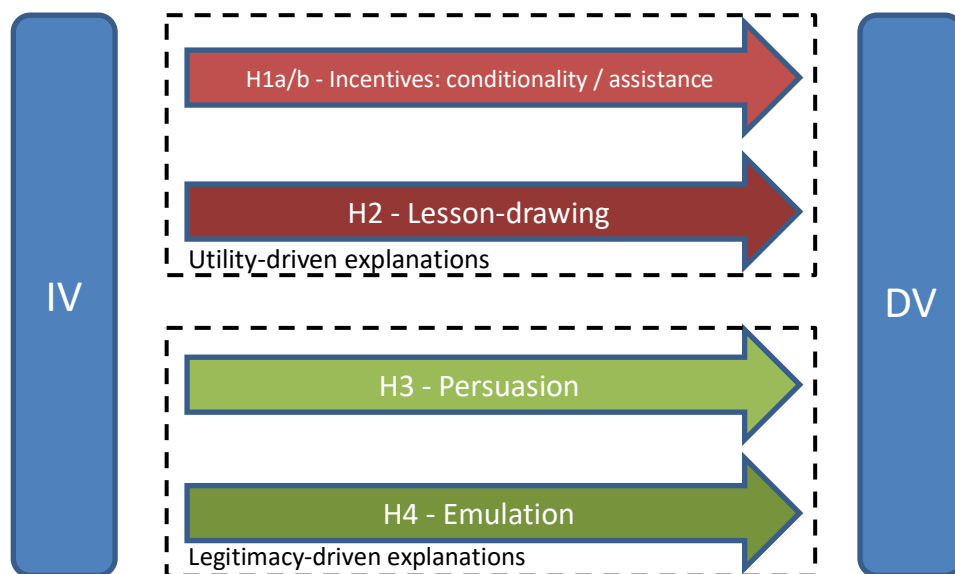 IV
H1a/b - Incentives: conditionality / assistance
H2 - Lesson-drawing
Utility-driven explanations
H3 - Persuasion
H4 - Emulation
Legitimacy-driven explanations
DV